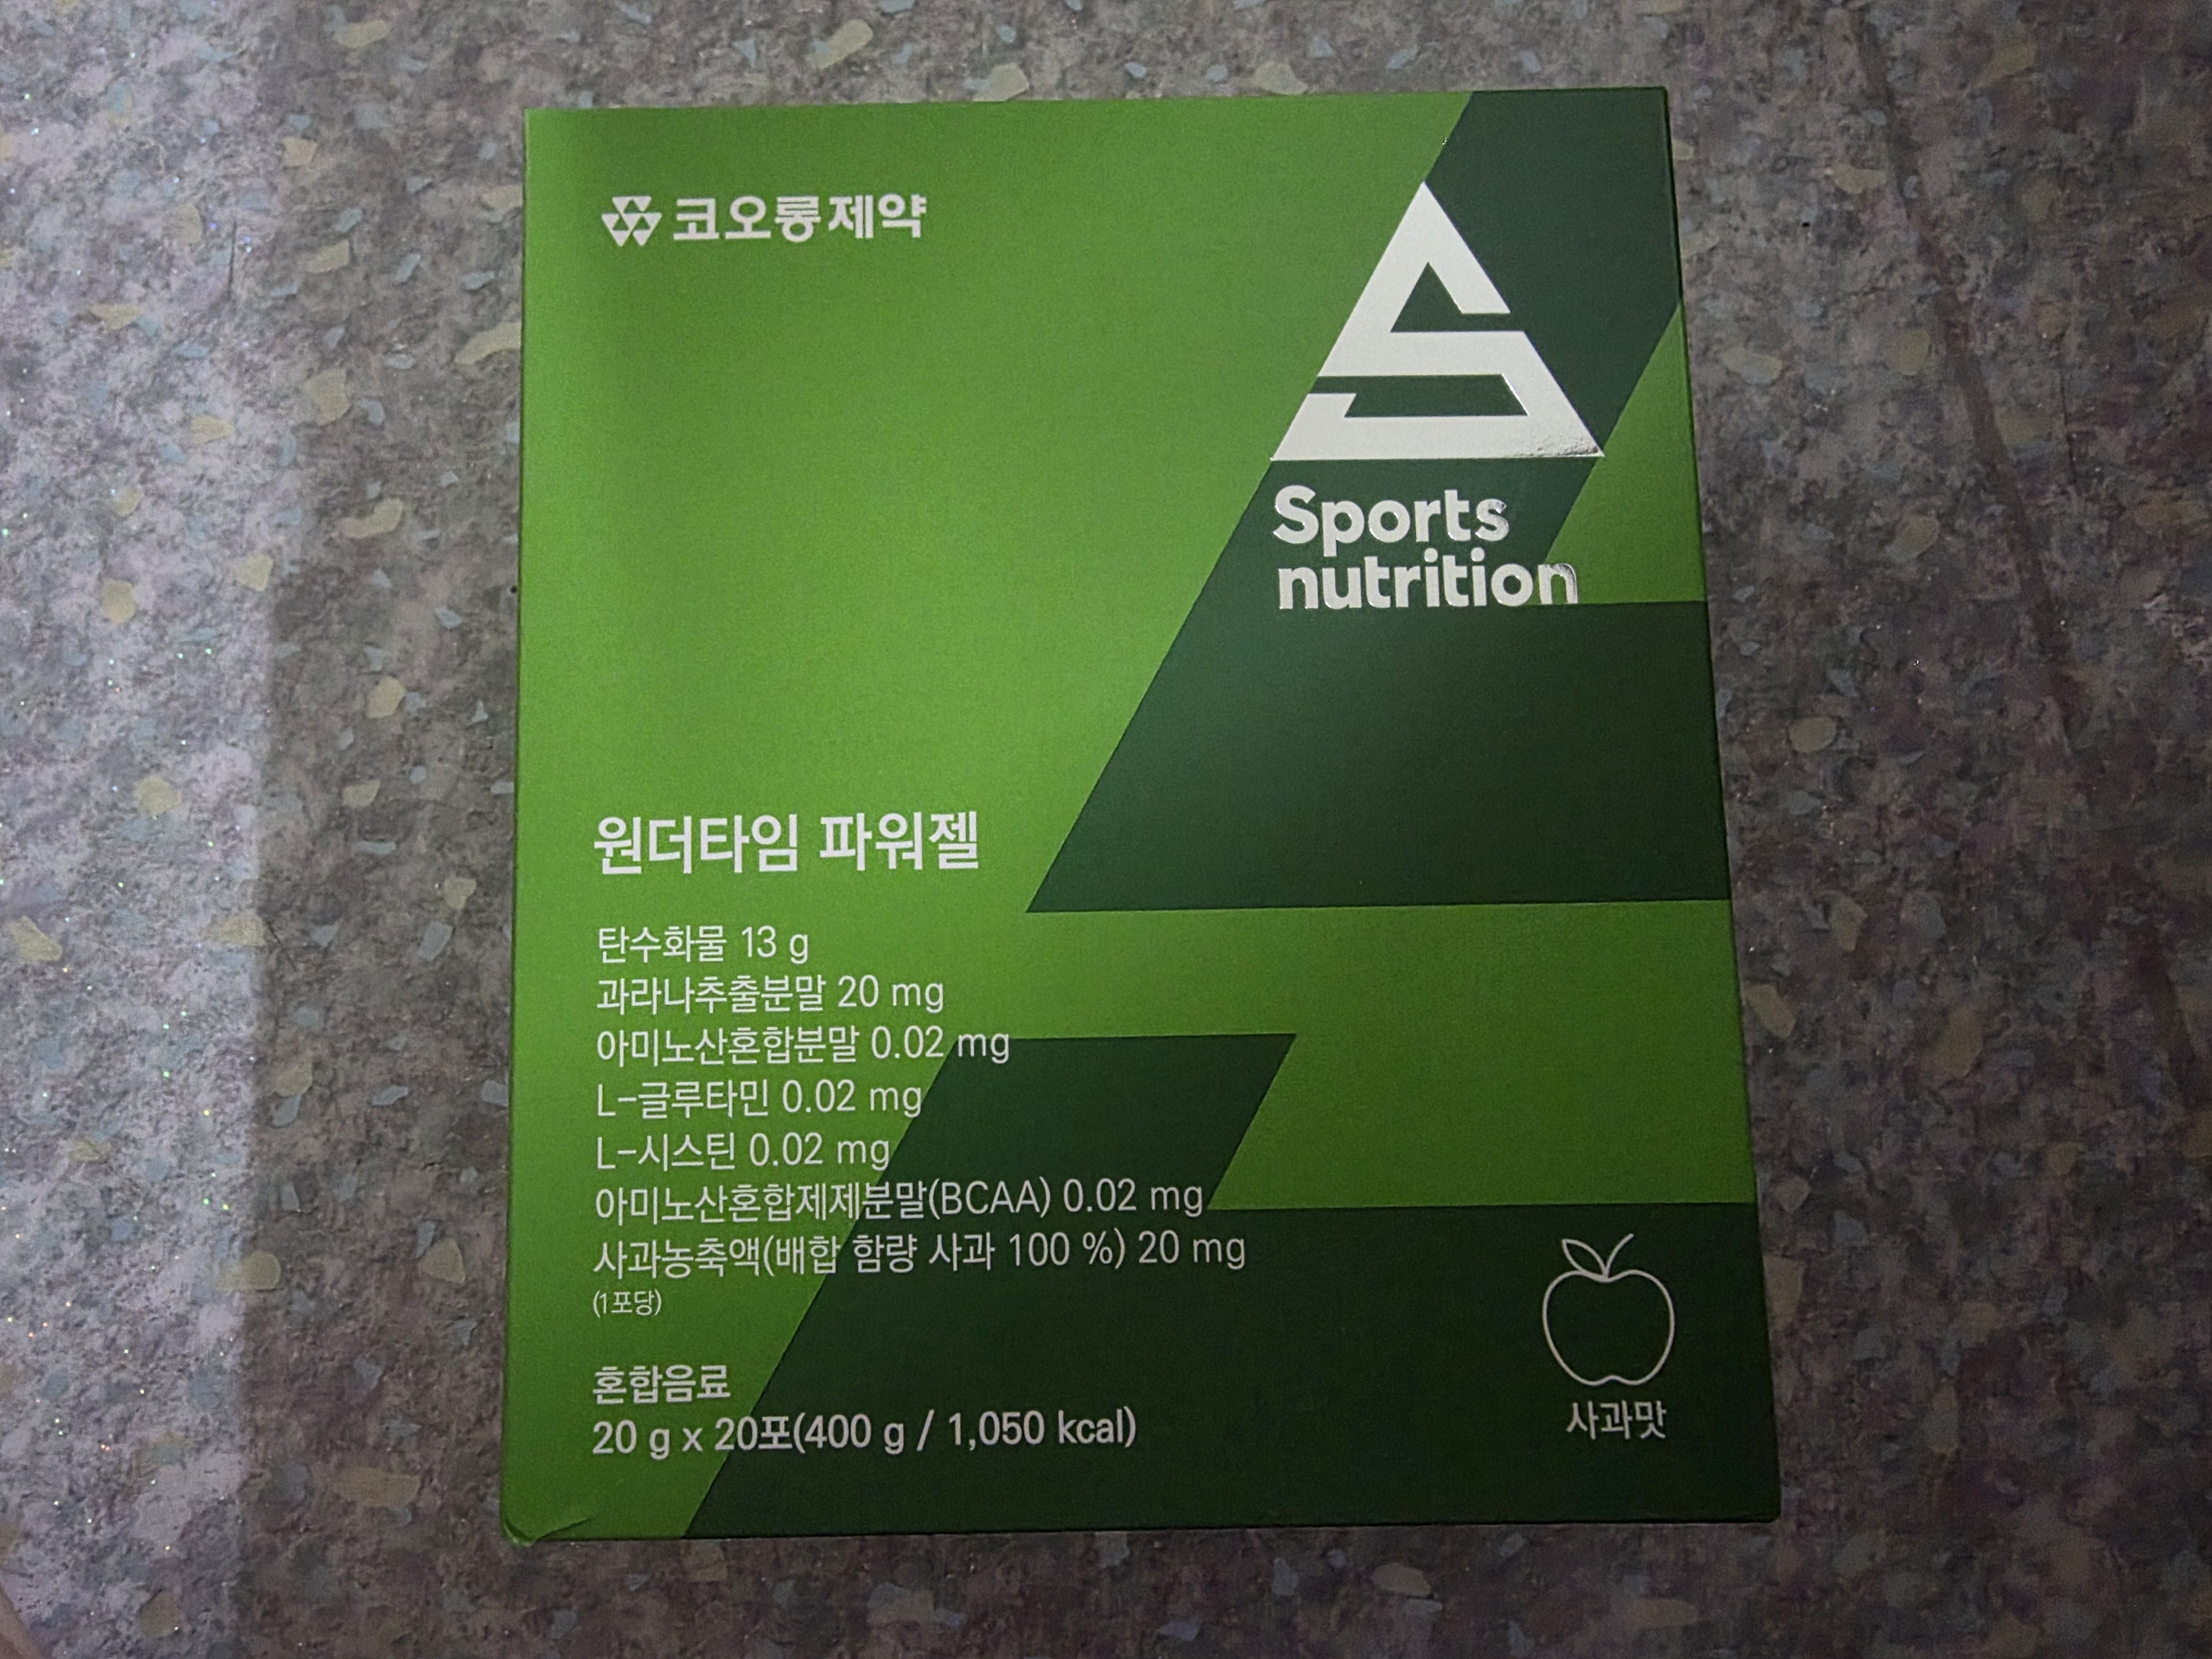 코오롱제약
Sports
nutrition
원더타임 파워젤
탄수화물 13 g
과라나추출분말 20 mg
아미노산혼합분말 0.02 mg
L-글루타민 0.02 mg
L-시스틴 0.02 mg
아미노산혼합제제분말(BCAA) 0.02 mg
사과농축액(배합 함량 사과 100 %) 20 mg
(1포당)
혼합음료
20 g x 20포(400 g / 1,050 kcal)
사과맛